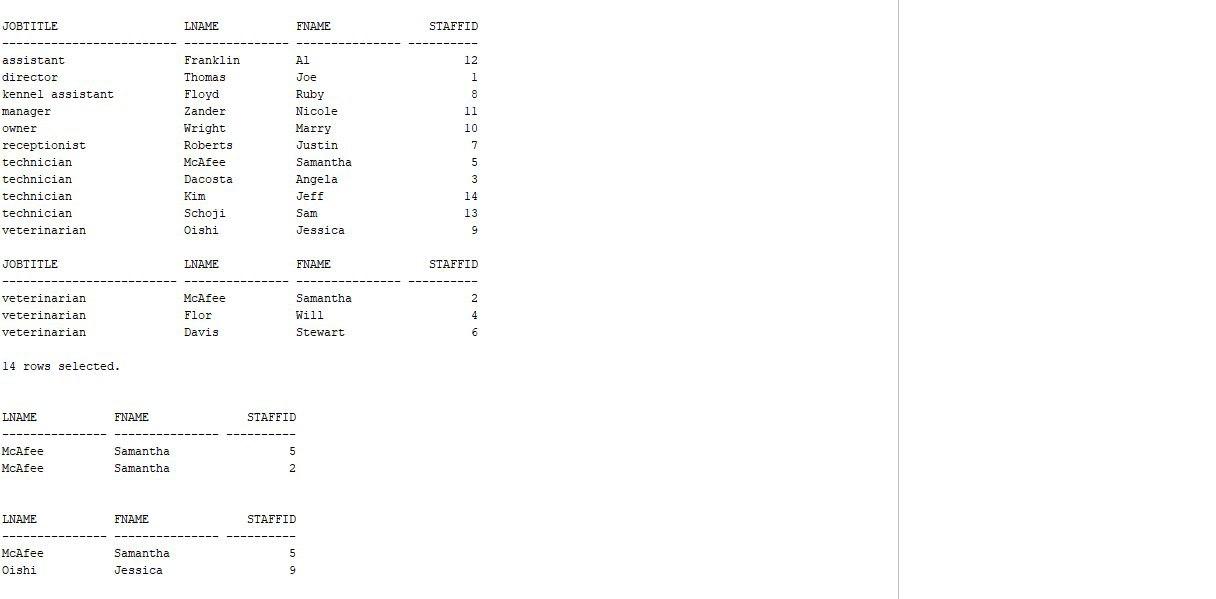 JOBTITLE                  LNAME           FNAME              STAFFID
------------------------- --------------- --------------- ----------
assistant                 Franklin        Al                      12
director                  Thomas          Joe                      1
kennel assistant          Floyd           Ruby                     8
manager                   Zander          Nicole                  11
owner                     Wright          Marry                   10
receptionist              Roberts         Justin                   7
technician                McAfee          Samantha                 5
technician                Dacosta         Angela                   3
technician                Kim             Jeff                    14
technician                Schoji          Sam                     13
veterinarian              Oishi           Jessica                  9
JOBTITLE                  LNAME           FNAME              STAFFID
------------------------- --------------- --------------- ----------
veterinarian              McAfee          Samantha                 2
veterinarian              Flor            Will                     4
veterinarian              Davis           Stewart                  6
14 rows selected.
LNAME           FNAME              STAFFID
--------------- --------------- ----------
McAfee          Samantha                 5
McAfee          Samantha                 2
LNAME           FNAME              STAFFID
--------------- --------------- ----------
McAfee          Samantha                 5
Oishi           Jessica                  9